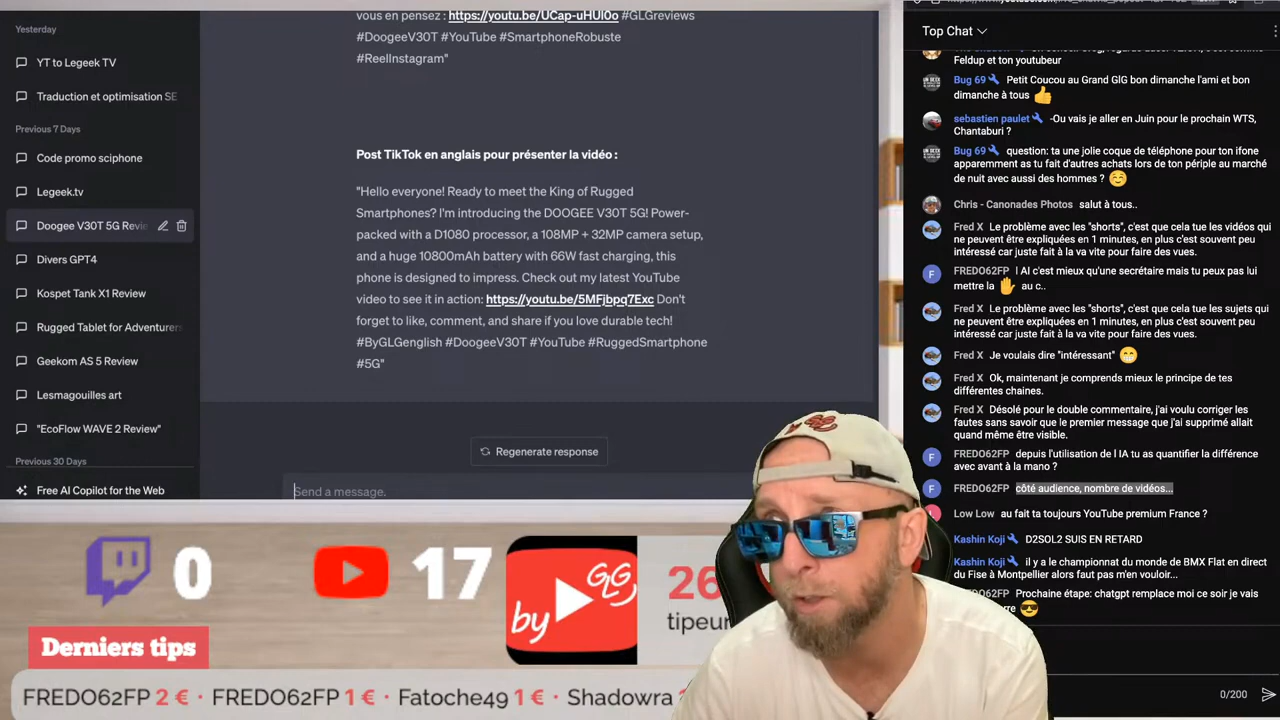 Yesterday
YT to Legeek TV
Traduction et optimisation SE
Previous 7 Days
Code promo sciphone
Legeek.tv
Doogee V30T 5G Revi
Divers GPT4
Kospet Tank X1 Review
Rugged Tablet for Adventurer
Geekom AS 5 Review
Lesmagouilles art
"EcoFlow WAVE 2 Review"
Previous 30 Days
Free AI Copilot for the Web
vous en pensez : https://youtu.be/UCap-uHUl0o #GLGreviews
#DoogeeV30T #YouTube #SmartphoneRobuste
#ReelInstagram"
Post TikTok en anglais pour présenter la vidéo :
"Hello everyone! Ready to meet the King of Rugged
Smartphones? I'm introducing the DOOGEE V30T 5G! Power-
packed with a D1080 processor, a 108MP + 32MP camera setup,
and a huge 10800mAh battery with 66W fast charging, this
phone is designed to impress. Check out my latest YouTube
video to see it in action: https://youtu.be/5MFjbpq7Exc Don't
forget to like, comment, and share if you love durable tech!
#ByGLGenglish #DoogeeV30T #YouTube #RuggedSmartphone
#5G"
Regenerate response
Send a message.
Top Chat
Feldup et ton youtubeur
Bug 69 Petit Coucou au Grand GlG bon dimanche l'ami et bon
dimanche à tous 👍
sebastien paulet -Ou vais je aller en Juin pour le prochain WTS,
Chantaburi ?
Bug 69 question: ta une jolie coque de téléphone pour ton ifone
apparemment as tu fait d'autres achats lors de ton périple au marché
de nuit avec aussi des hommes ? ☺️
Chris - Canonades Photos salut à tous..
Fred X Le problème avec les "shorts", c'est que cela tue les vidéos qui
ne peuvent être expliquées en 1 minutes, en plus c'est souvent peu
intéressé car juste fait à la va vite pour faire des vues.
FREDO62FP l AI c'est mieux qu'une secrétaire mais tu peux pas lui
mettre la ✋ au c..
Fred X Le problème avec les "shorts", c'est que cela tue les sujets qui
ne peuvent être expliquées en 1 minutes, en plus c'est souvent peu
intéressé car juste fait à la va vite pour faire des vues.
Fred X Je voulais dire "intéressant" 😁
Fred X Ok, maintenant je comprends mieux le principe de tes
différentes chaines.
Fred X Désolé pour le double commentaire, j'ai voulu corriger les
fautes sans savoir que le premier message que j'ai supprimé allait
quand même être visible.
FREDO62FP depuis l'utilisation de l IA tu as quantifier la différence
avec avant à la mano ?
FREDO62FP côté audience, nombre de vidéos...
Low Low au fait ta toujours YouTube premium France ?
Kashin Koji D2SOL2 SUIS EN RETARD
Kashin Koji il y a le championnat du monde de BMX Flat en direct
du Fise à Montpellier alors faut pas m'en vouloir...
Prochaine étape: chatgpt remplace moi ce soir je vais
😎
0/200
0
17
by GLG
26
tipeur
Derniers tips
FREDO62FP 2 € · FREDO62FP 1 € · Fatoche49 1 € · Shadowra